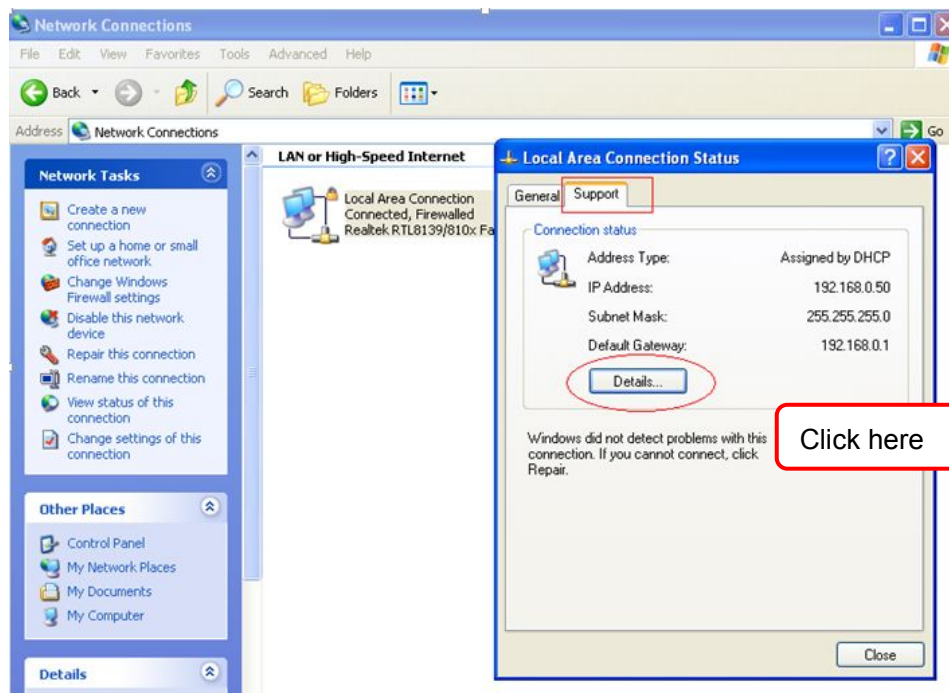 Network Connections
File Edit View Favorites Tools Advanced Help
Back Search Folders
Address Network Connections Go
Network Tasks
Create a new
connection
Set up a home or small
office network
Change Windows
Firewall settings
Disable this network
device
Repair this connection
Rename this connection
View status of this
connection
Change settings of this
connection
Other Places
Control Panel
My Network Places
My Documents
My Computer
Details
LAN or High-Speed Internet
Local Area Connection
Connected, Firewalled
Realtek RTL8139/810x Fa
Local Area Connection Status
General Support
Connection status
Address Type: Assigned by DHCP
IP Address: 192.168.0.50
Subnet Mask: 255.255.255.0
Default Gateway: 192.168.0.1
Details...
Click here
Windows did not detect problems with this
connection. If you cannot connect, click
Repair.
Close